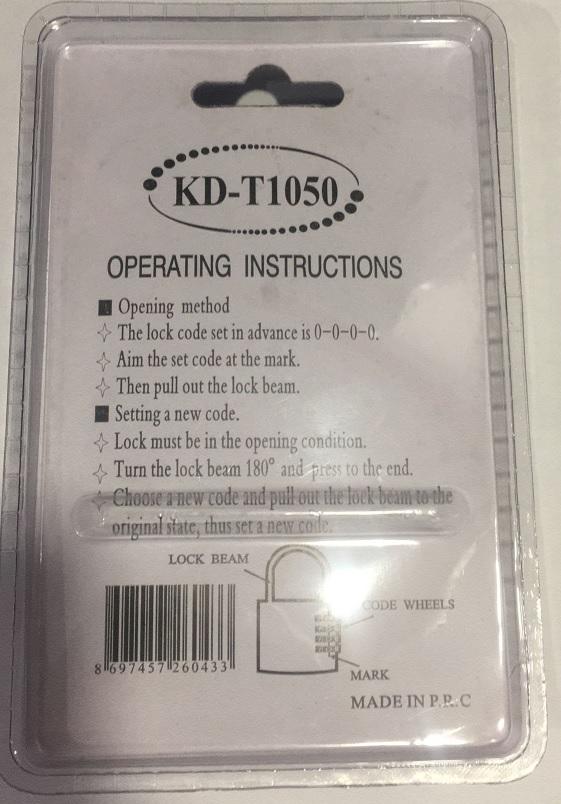 KD-T1050
OPERATING INSTRUCTIONS
Opening method
The lock code set in advance is 0-0-0-0.
Aim the set code at the mark.
Then pull out the lock beam.
Setting a new code.
Lock must be in the opening condition.
Turn the lock beam 180° and press to the end.
Choose a new code and pull out the lock beam to the
original state, thus set a new code.
LOCK BEAM
CODE WHEELS
8 697457 260433
MARK
MADE IN P.R.C